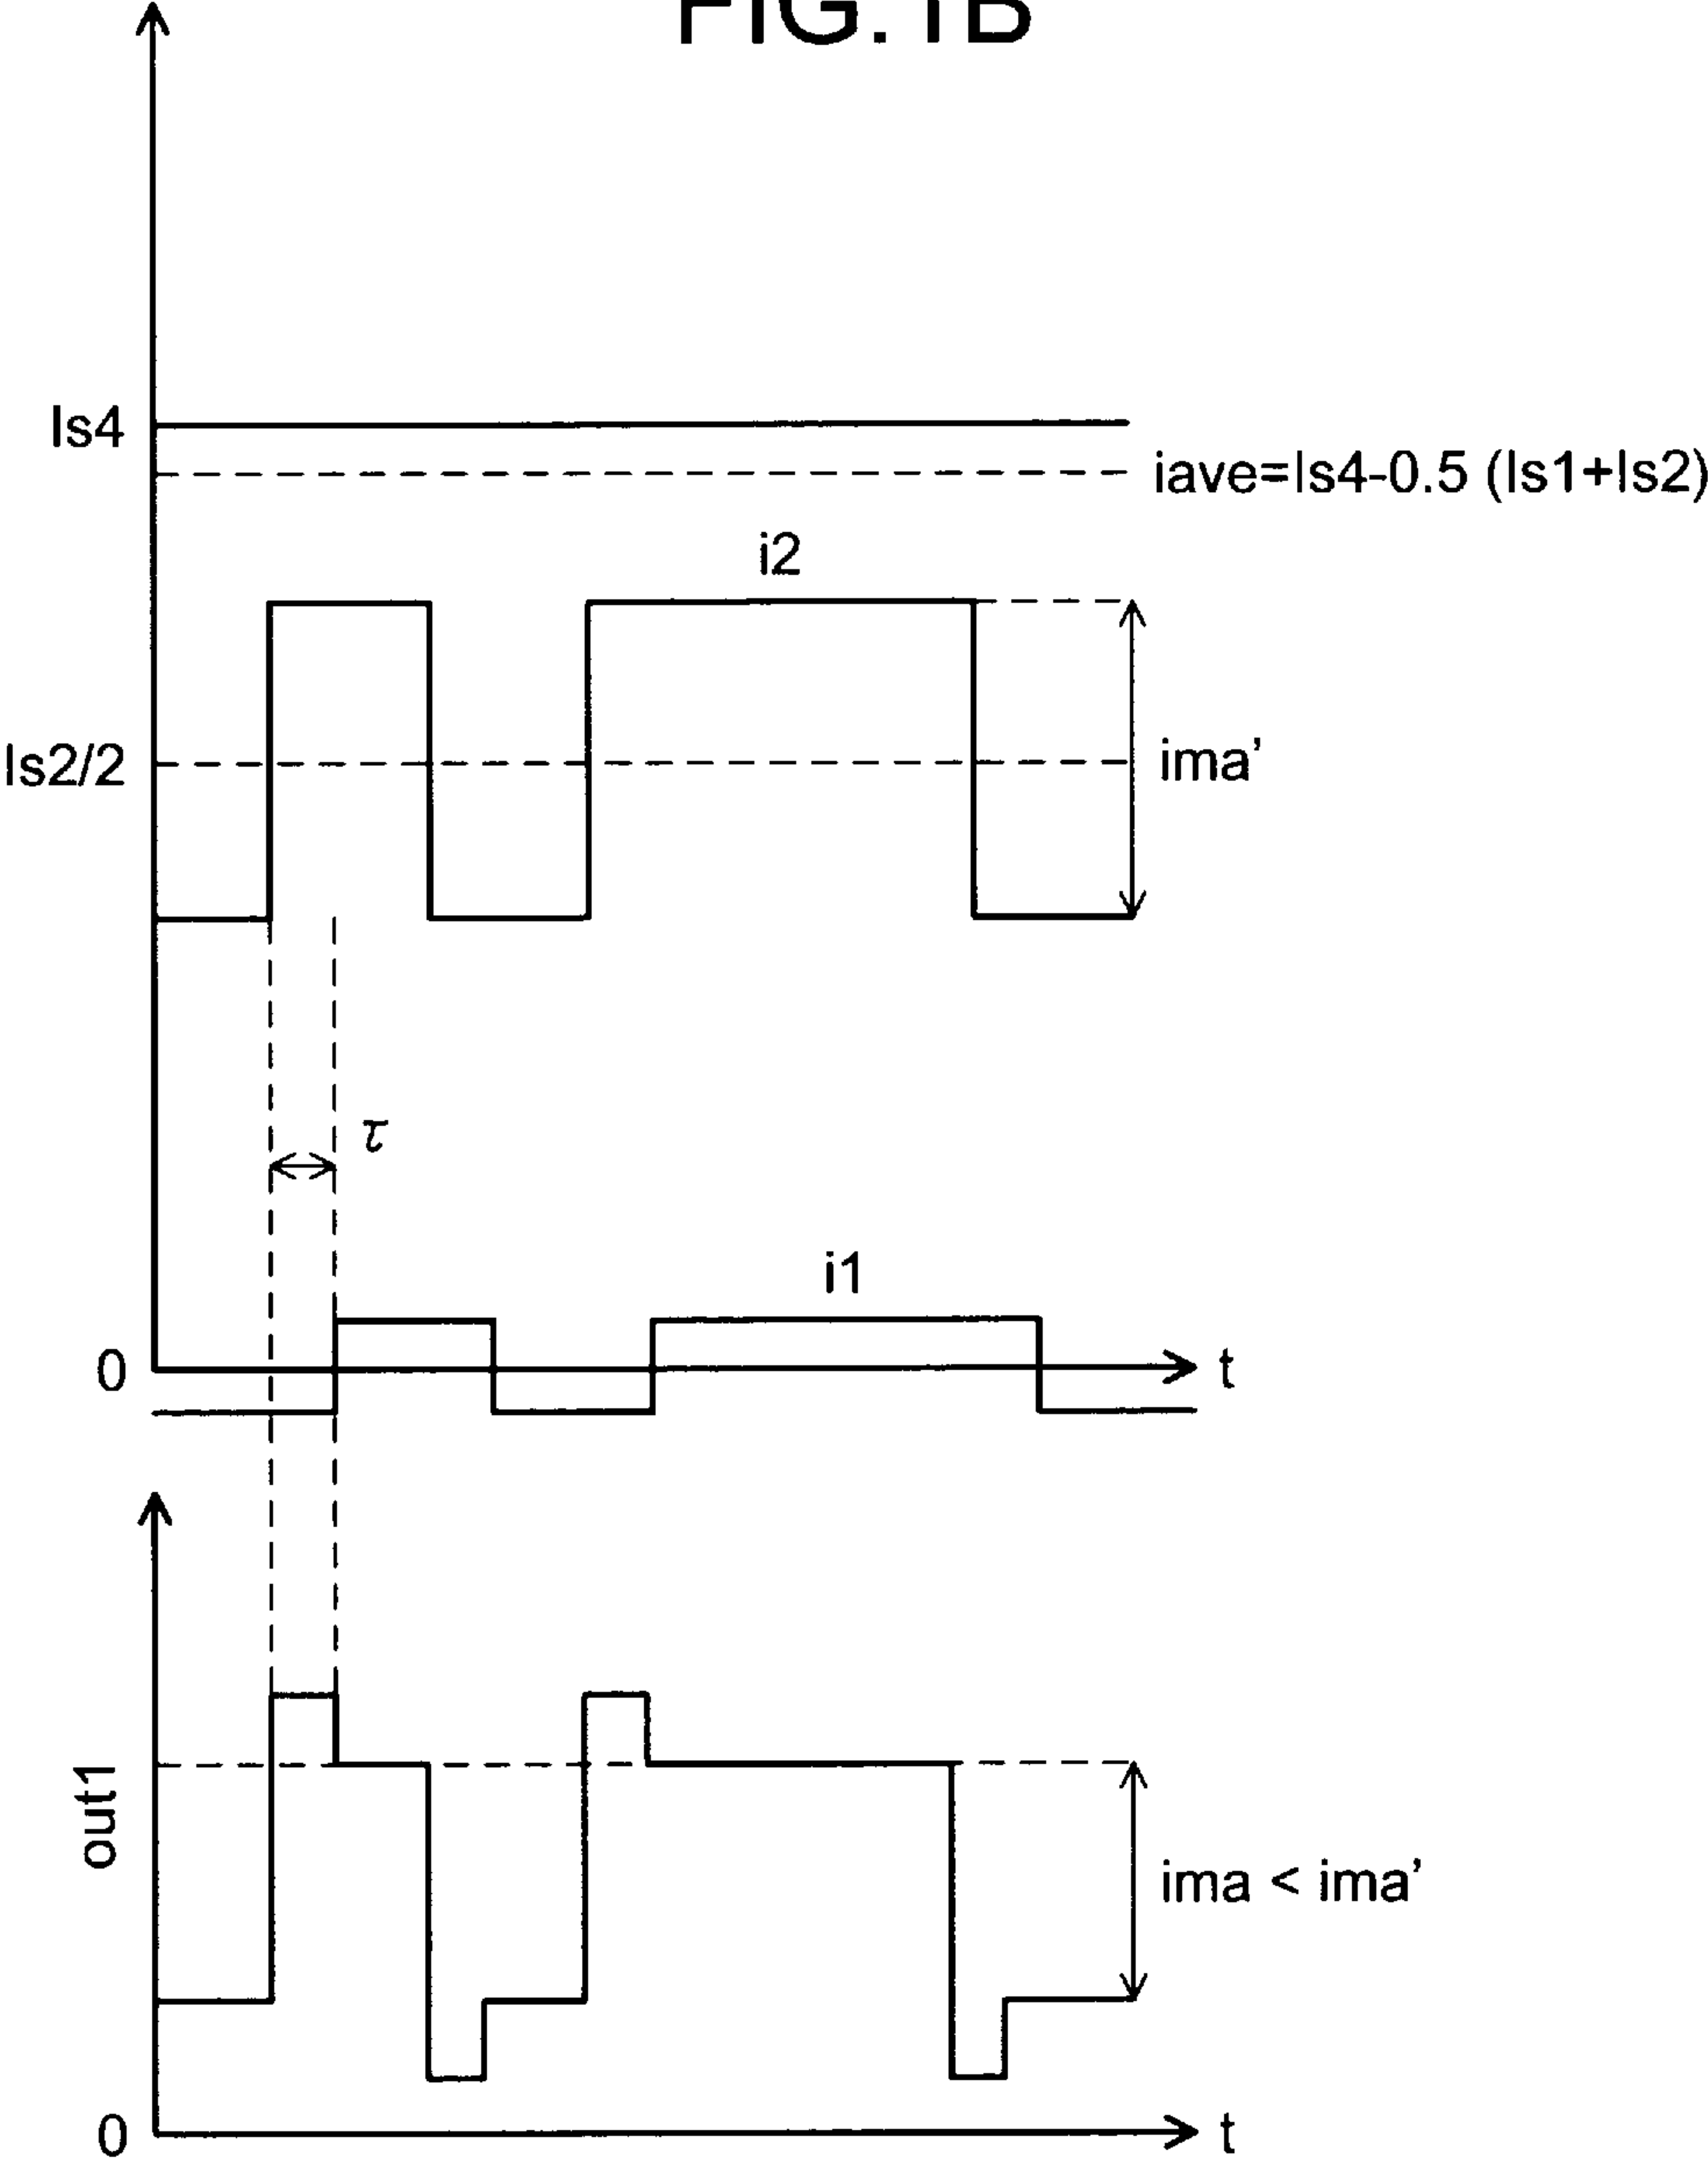 FIG.1B
Is4
iave=Is4-0.5 (Is1+Is2)
i2
Is2/2
ima’
τ
i1
0
t
out1
ima < ima’
0
t